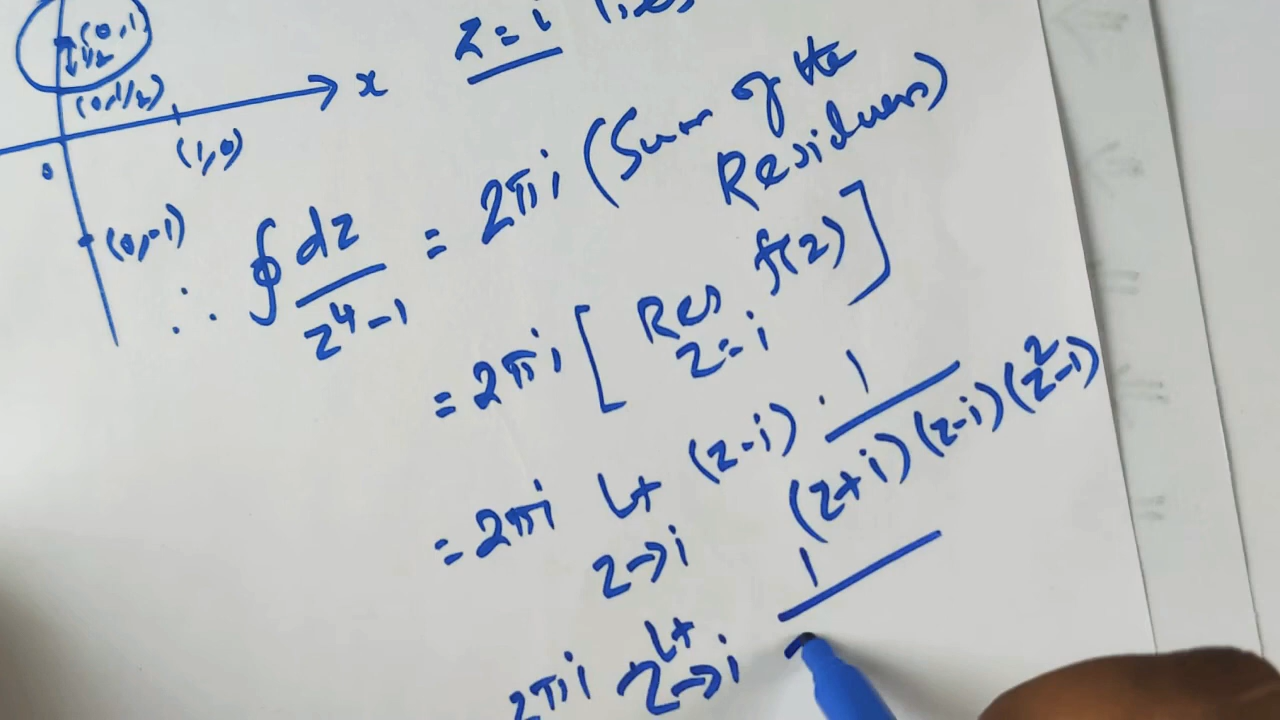 (0,1)
1/2
(0,1/2)
x
0
(1,0)
(0,-1)
z = i lies
∴ ∮ dz / z⁴-1 = 2πi (Sum of the Residues)
= 2πi [ Res z=i f(z) ]
= 2πi Lt z→i (z-i) · 1 / (z+i)(z-i)(z²-1)
2πi Lt z→i 1 /